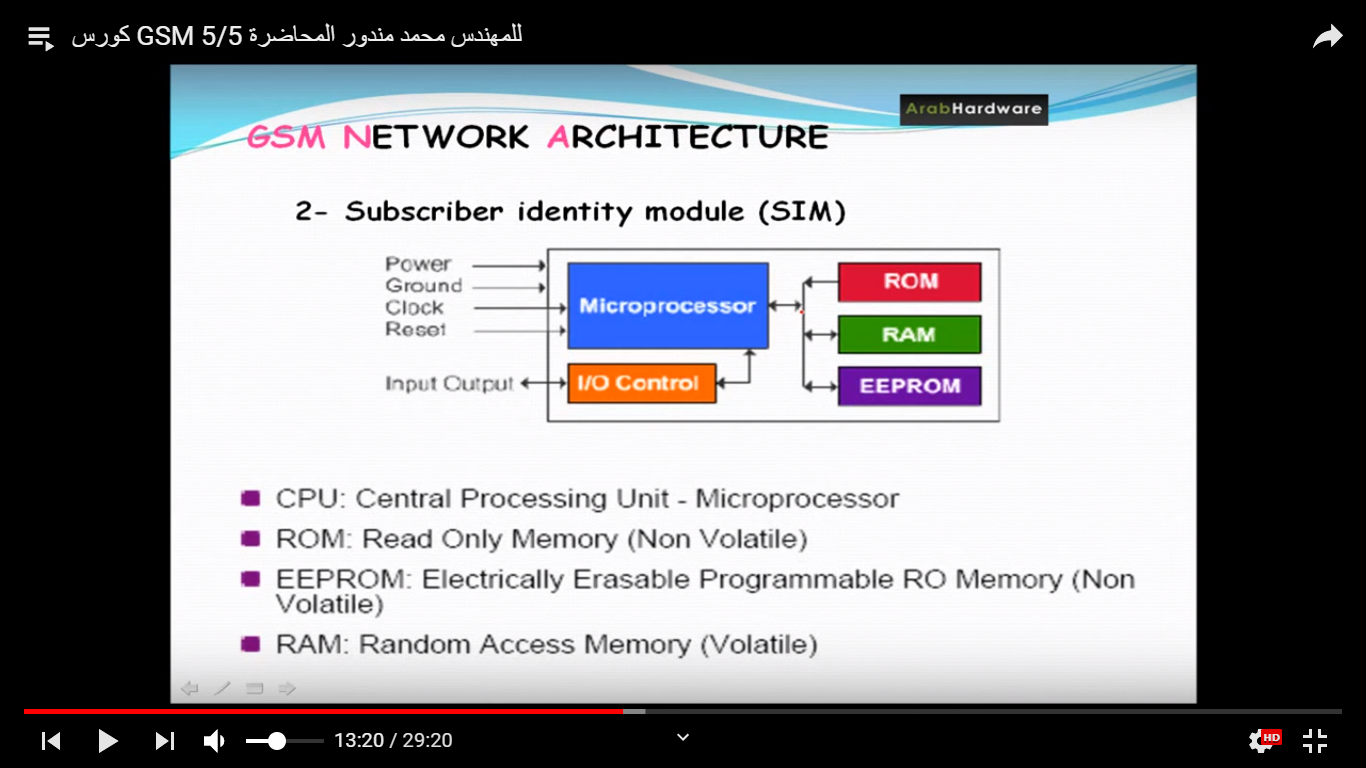 كورس GSM 5/5 للمهندس محمد مندور المحاضرة
ArabHardware
GSM NETWORK ARCHITECTURE
2- Subscriber identity module (SIM)
Power
Ground
Clock
Reset
Input Output
Microprocessor
I/O Control
ROM
RAM
EEPROM
CPU: Central Processing Unit - Microprocessor
ROM: Read Only Memory (Non Volatile)
EEPROM: Electrically Erasable Programmable RO Memory (Non
Volatile)
RAM: Random Access Memory (Volatile)
13:20 / 29:20
HD